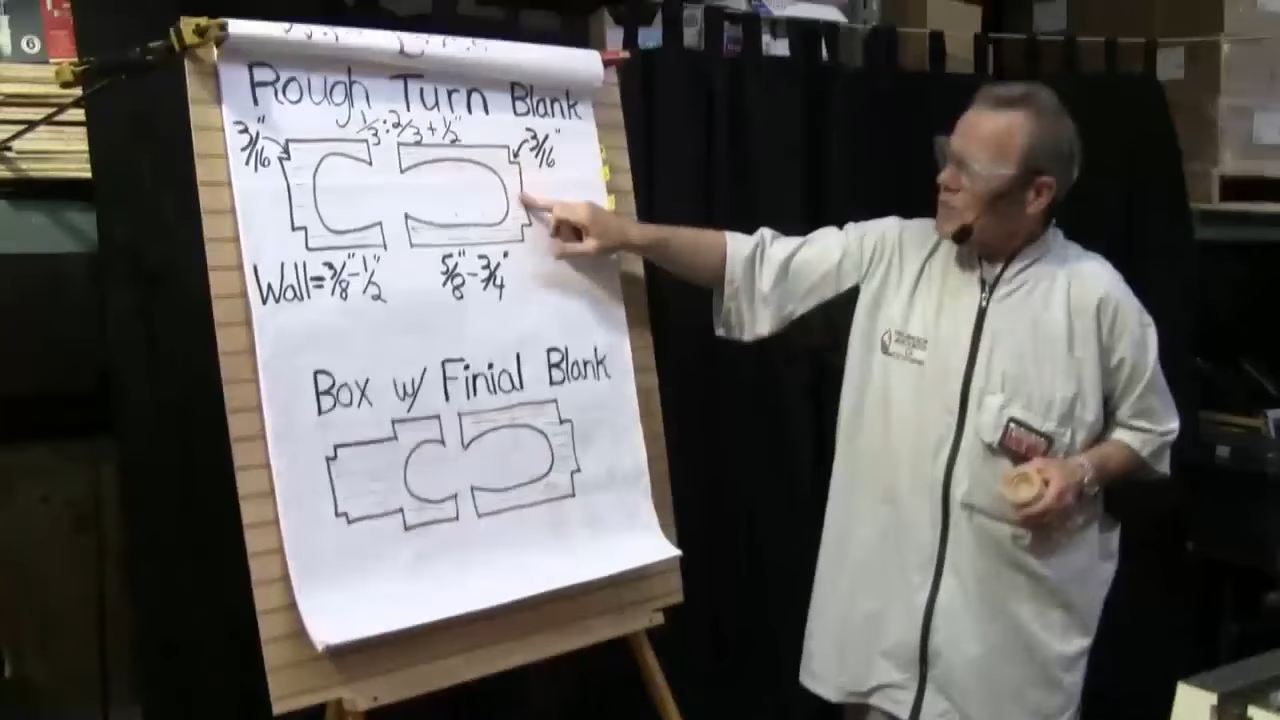 Rough Turn Blank
1/3 : 2/3 + 1/2"
3/16"
3/16"
Wall = 3/8" - 1/2"
5/8" - 3/4"
Box w/ Finial Blank